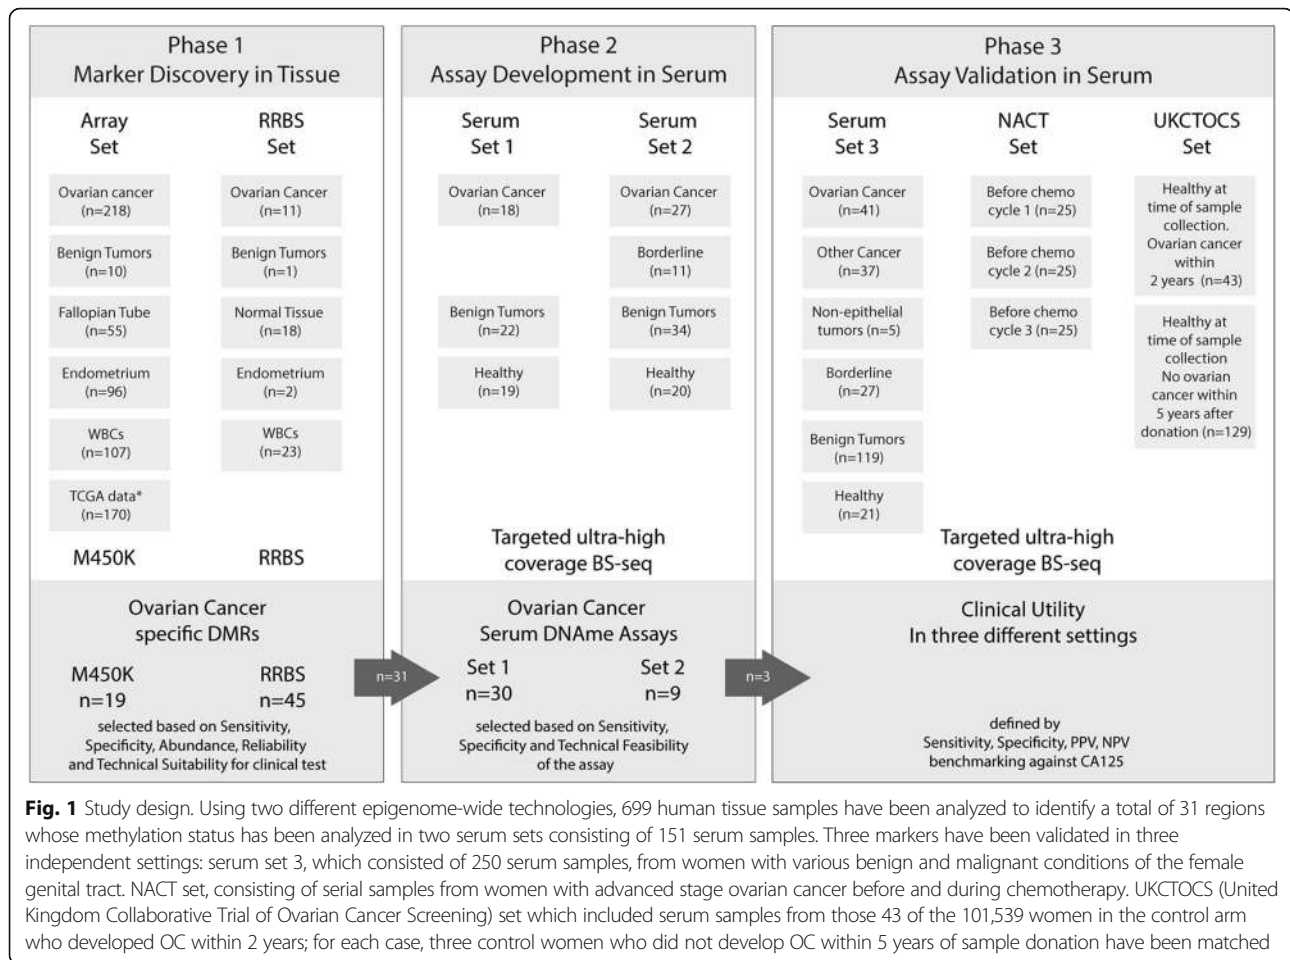 Phase 1
Marker Discovery in Tissue
Array
Set
RRBS
Set
Ovarian cancer
(n=218)
Ovarian Cancer
(n=11)
Benign Tumors
(n=10)
Benign Tumors
(n=1)
Fallopian Tube
(n=55)
Normal Tissue
(n=18)
Endometrium
(n=96)
Endometrium
(n=2)
WBCs
(n=107)
WBCs
(n=23)
TCGA data*
(n=170)
M450K
RRBS
Ovarian Cancer
specific DMRs
M450K
n=19
RRBS
n=45
selected based on Sensitivity,
Specificity, Abundance, Reliability
and Technical Suitability for clinical test
n=31
Phase 2
Assay Development in Serum
Serum
Set 1
Serum
Set 2
Ovarian Cancer
(n=18)
Ovarian Cancer
(n=27)
Borderline
(n=11)
Benign Tumors
(n=22)
Benign Tumors
(n=34)
Healthy
(n=19)
Healthy
(n=20)
Targeted ultra-high
coverage BS-seq
Ovarian Cancer
Serum DNAme Assays
Set 1
n=30
Set 2
n=9
selected based on Sensitivity,
Specificity and Technical Feasibility
of the assay
n=3
Phase 3
Assay Validation in Serum
Serum
Set 3
NACT
Set
UKCTOCS
Set
Ovarian Cancer
(n=41)
Other Cancer
(n=37)
Non-epithelial
tumors (n=5)
Borderline
(n=27)
Benign Tumors
(n=119)
Healthy
(n=21)
Before chemo
cycle 1 (n=25)
Before chemo
cycle 2 (n=25)
Before chemo
cycle 3 (n=25)
Healthy at
time of sample
collection.
Ovarian cancer
within
2 years (n=43)
Healthy at
time of sample
collection
No ovarian
cancer within
5 years after
donation (n=129)
Targeted ultra-high
coverage BS-seq
Clinical Utility
In three different settings
defined by
Sensitivity, Specificity, PPV, NPV
benchmarking against CA125
Fig. 1 Study design. Using two different epigenome-wide technologies, 699 human tissue samples have been analyzed to identify a total of 31 regions
whose methylation status has been analyzed in two serum sets consisting of 151 serum samples. Three markers have been validated in three
independent settings: serum set 3, which consisted of 250 serum samples, from women with various benign and malignant conditions of the female
genital tract. NACT set, consisting of serial samples from women with advanced stage ovarian cancer before and during chemotherapy. UKCTOCS (United
Kingdom Collaborative Trial of Ovarian Cancer Screening) set which included serum samples from those 43 of the 101,539 women in the control arm
who developed OC within 2 years; for each case, three control women who did not develop OC within 5 years of sample donation have been matched